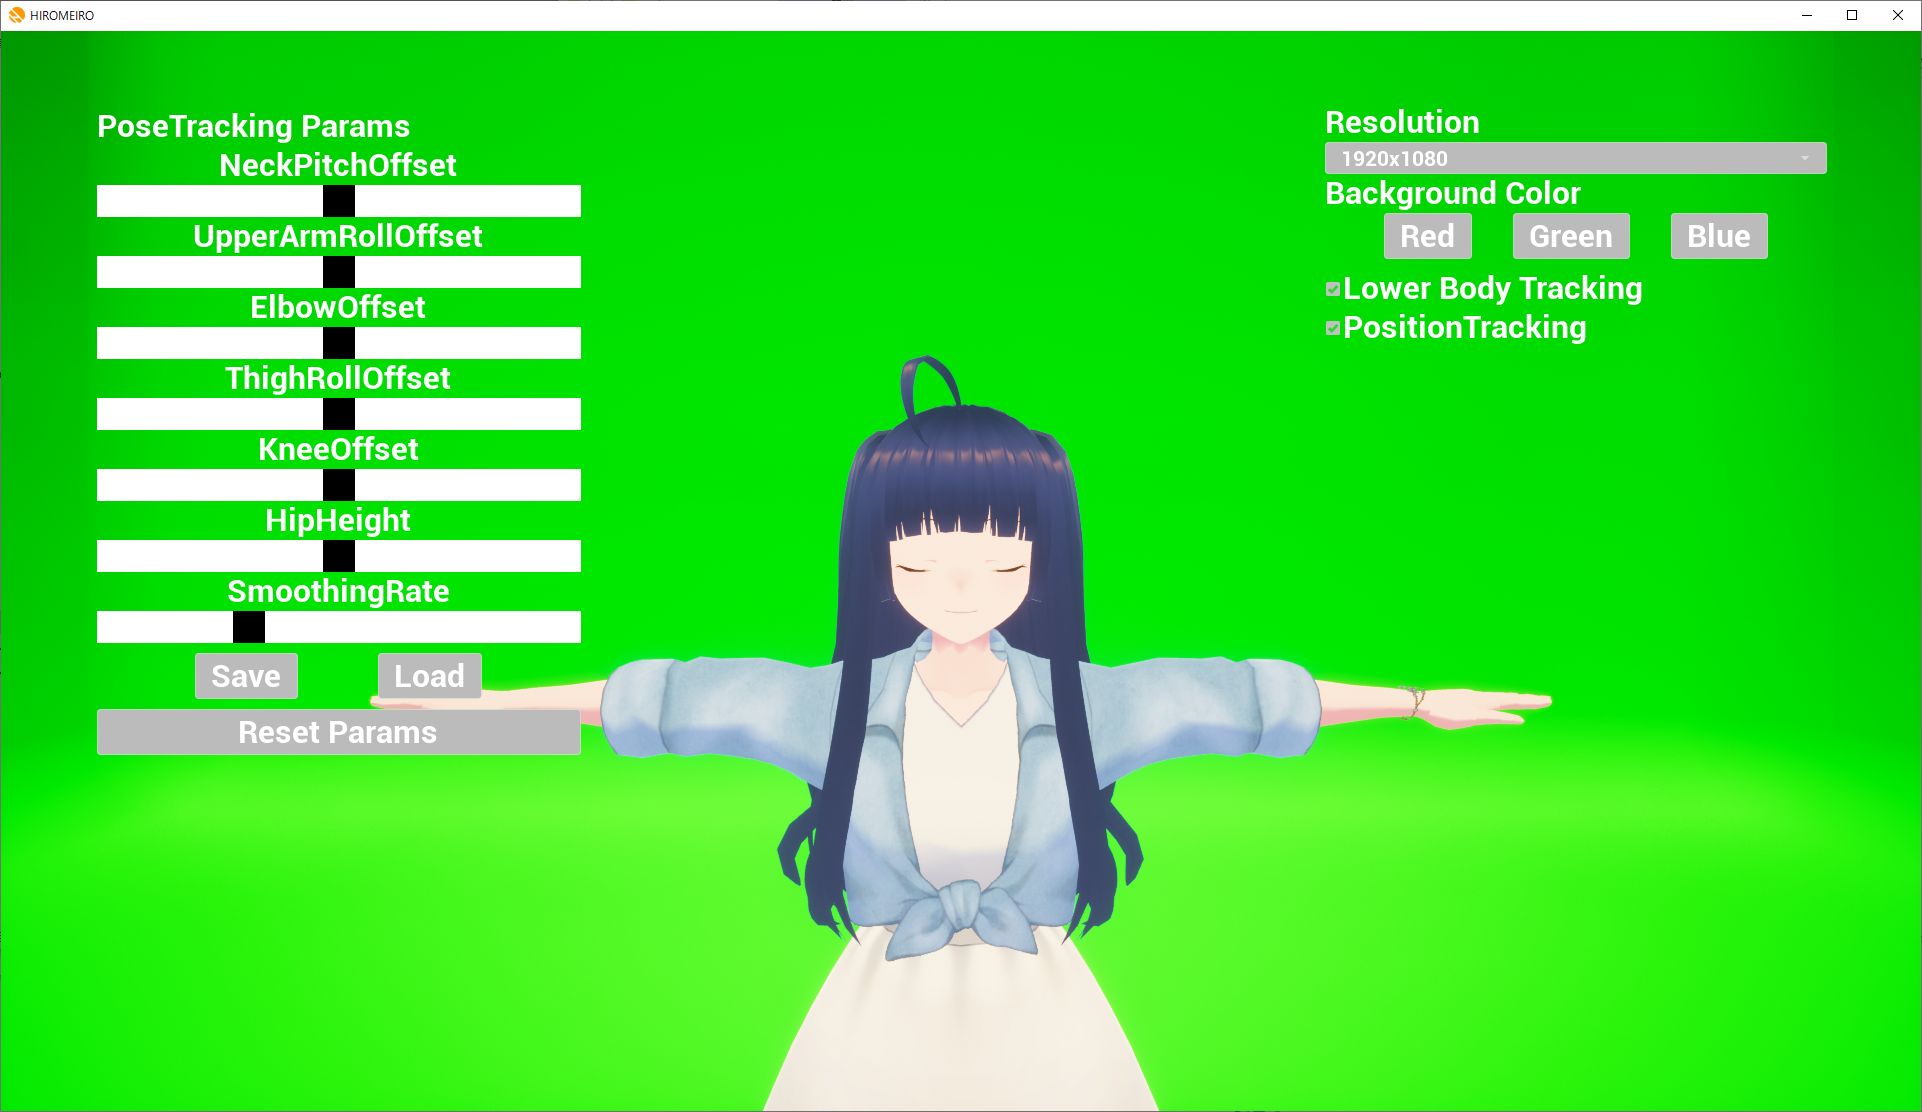 HIROMEIRO
PoseTracking Params
NeckPitchOffset
UpperArmRollOffset
ElbowOffset
ThighRollOffset
KneeOffset
HipHeight
SmoothingRate
Save Load
Reset Params
Resolution
1920x1080
Background Color
Red Green Blue
Lower Body Tracking
PositionTracking